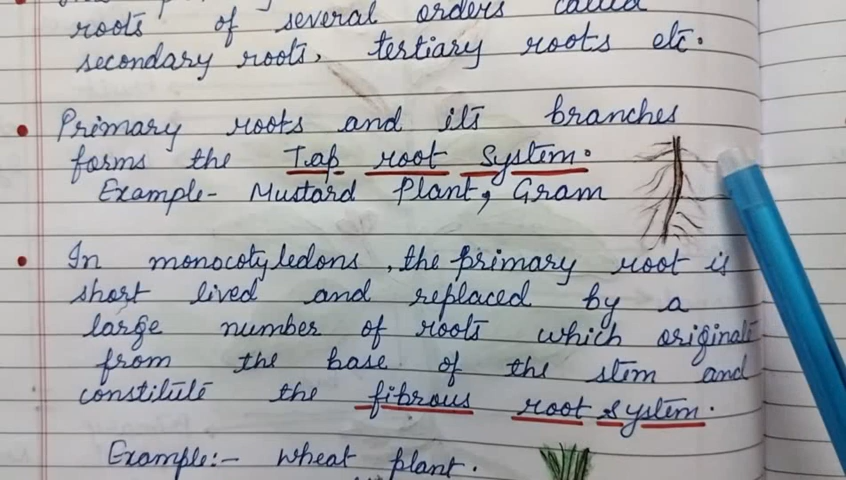 roots of several orders called
secondary roots, tertiary roots etc.
Primary roots and its branches
forms the Tap root System.
Example- Mustard Plant, Gram
In monocotyledons, the primary root is
short lived and replaced by a
large number of roots which originate
from the base of the stem and
constitute the fibrous root system.
Example:- wheat plant.